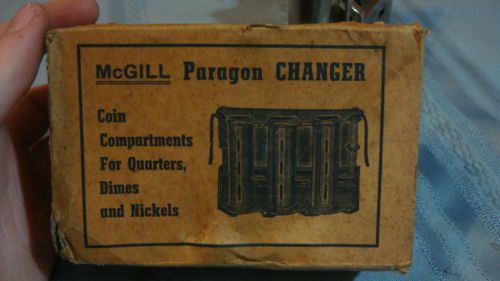 McGILL Paragon CHANGER
Coin
Compartments
For Quarters,
Dimes
and Nickels